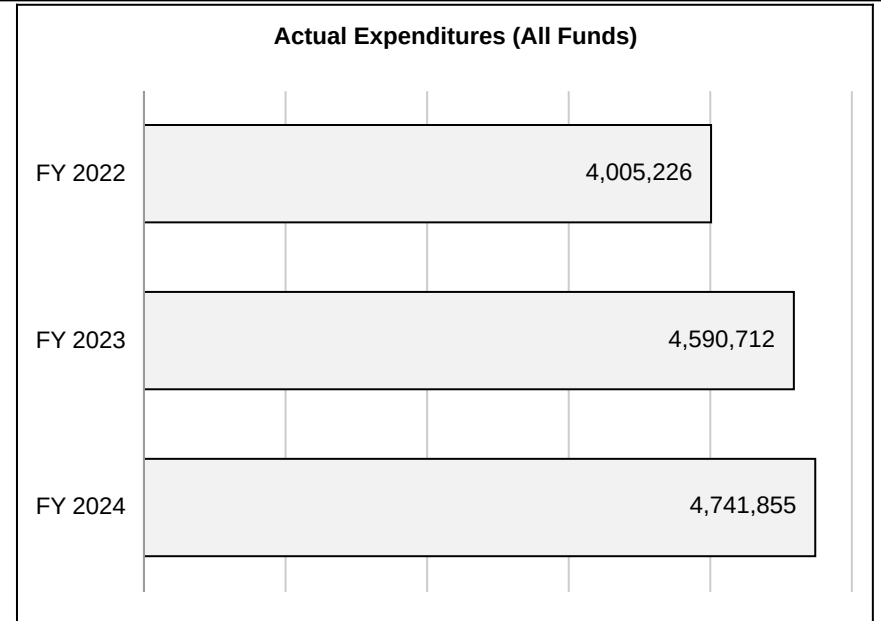 Actual Expenditures (All Funds)
FY 2022 4,005,226
FY 2023 4,590,712
FY 2024 4,741,855